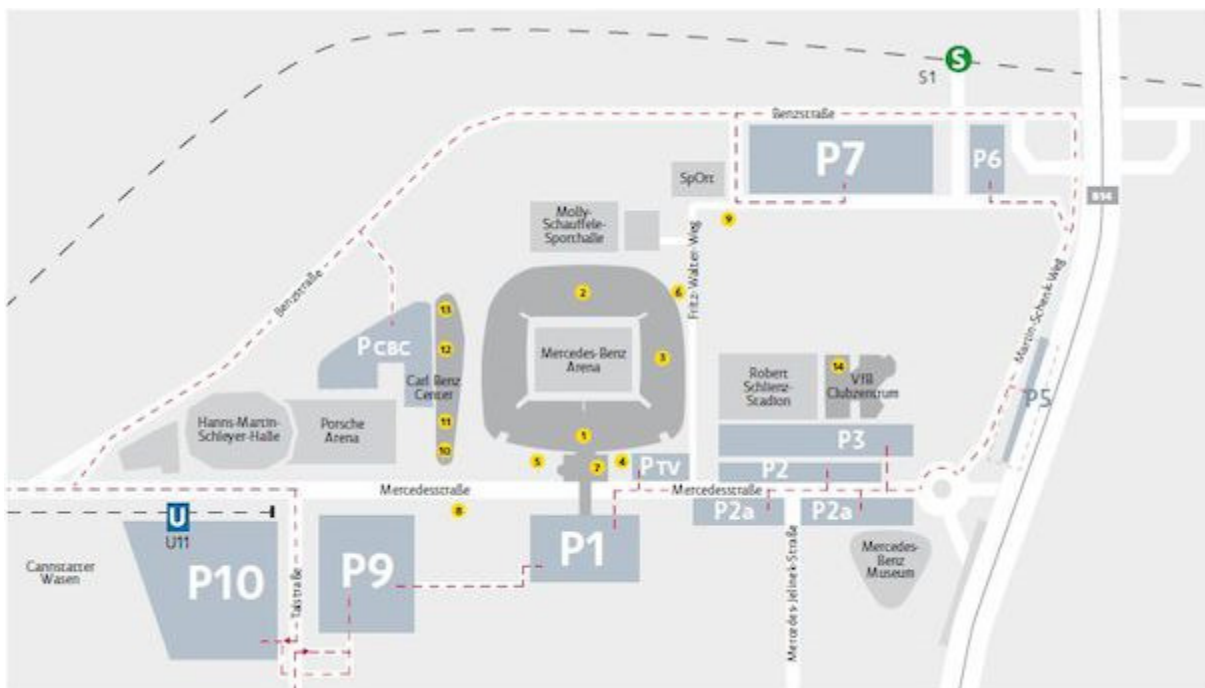 S
S1
Benzstraße
P7
P6
SpOrt
B14
Molly-
Schauffele-
Sporthalle
9
Fritz-Walter-Weg
6
2
Benzstraße
Martin-Schenk-Weg
13
P CBC
12
Mercedes-Benz
Arena
3
Robert
Schlienz-
Stadion
14
VfB
Clubzentrum
Carl Benz
Center
P5
Hanns-Martin-
Schleyer-Halle
Porsche
Arena
11
10
1
P3
5
7
4
P TV
P2
Mercedesstraße
Mercedesstraße
8
U
U11
P2a
P2a
Cannstatter
Wasen
P10
Talstraße
P9
P1
Mercedes-Jelinek-Straße
Mercedes-
Benz
Museum